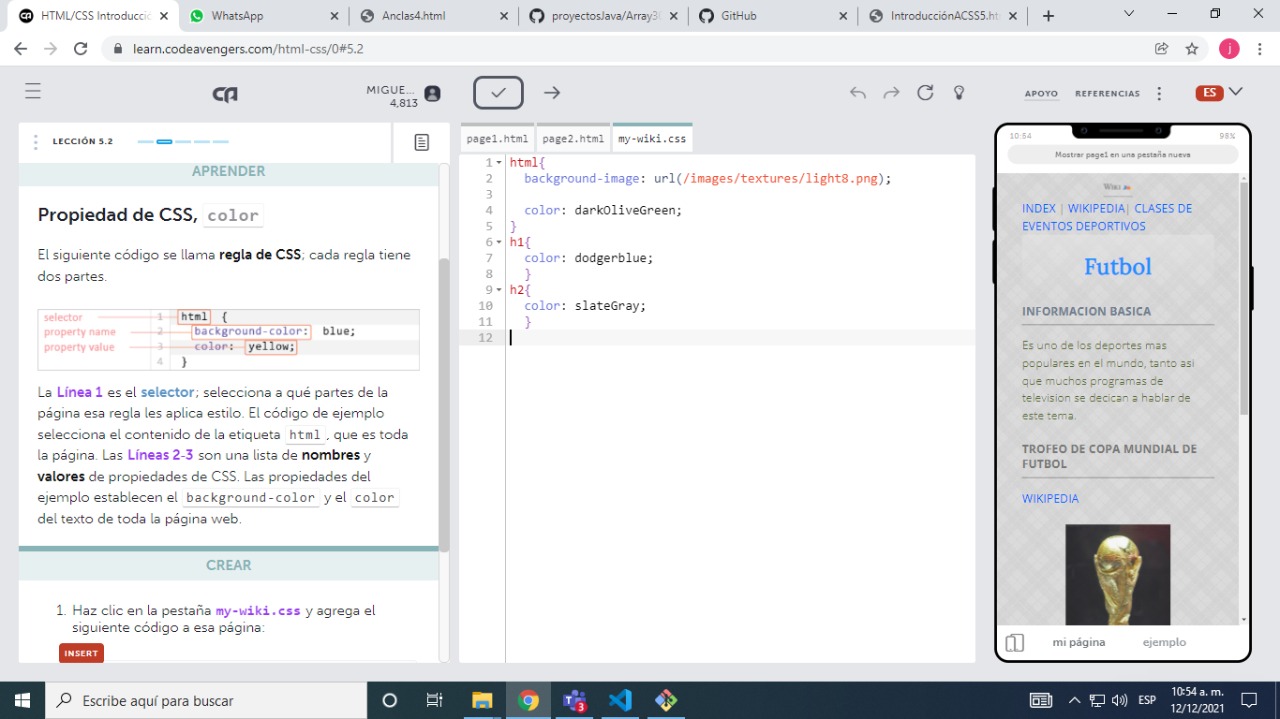 HTML/CSS Introducció
WhatsApp
Anclas4.html
proyectosJava/Array3
GitHub
IntroducciónACSS5.ht
learn.codeavengers.com/html-css/0#5.2
j
MIGUE...
4,813
APOYO
REFERENCIAS
ES
LECCIÓN 5.2
APRENDER
Propiedad de CSS, color
El siguiente código se llama regla de CSS; cada regla tiene
dos partes.
selector 1 html {
property name 2 background-color: blue;
property value 3 color: yellow;
4 }
La Línea 1 es el selector; selecciona a qué partes de la
página esa regla les aplica estilo. El código de ejemplo
selecciona el contenido de la etiqueta html, que es toda
la página. Las Líneas 2-3 son una lista de nombres y
valores de propiedades de CSS. Las propiedades del
ejemplo establecen el background-color y el color
del texto de toda la página web.
CREAR
1. Haz clic en la pestaña my-wiki.css y agrega el
siguiente código a esa página:
INSERT
page1.html page2.html my-wiki.css
1 html{
2 background-image: url(/images/textures/light8.png);
3
4 color: darkOliveGreen;
5 }
6 h1{
7 color: dodgerblue;
8 }
9 h2{
10 color: slateGray;
11 }
12
10:54 98%
Mostrar page1 en una pestaña nueva
WIKI
INDEX | WIKIPEDIA| CLASES DE
EVENTOS DEPORTIVOS
Futbol
INFORMACION BASICA
Es uno de los deportes mas
populares en el mundo, tanto asi
que muchos programas de
television se decican a hablar de
este tema.
TROFEO DE COPA MUNDIAL DE
FUTBOL
WIKIPEDIA
mi página ejemplo
Escribe aquí para buscar
3
ESP
10:54 a. m.
12/12/2021